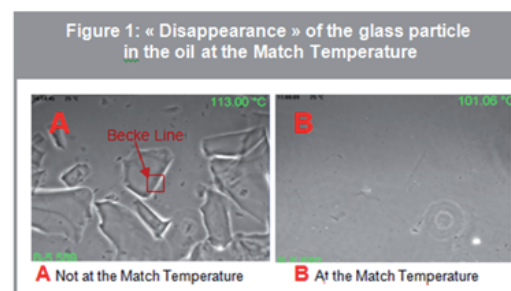 Figure 1: « Disappearance » of the glass particle
in the oil at the Match Temperature
113.00 °C
A
Becke Line
101.06 °C
B
A Not at the Match Temperature
B At the Match Temperature